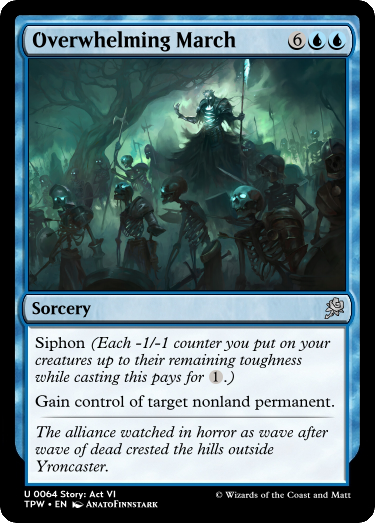 Overwhelming March 6
Sorcery
Siphon (Each -1/-1 counter you put on your
creatures up to their remaining toughness
while casting this pays for 1.)
Gain control of target nonland permanent.
The alliance watched in horror as wave after
wave of dead crested the hills outside
Yroncaster.
U 0064 Story: Act VI
TPW • EN AnatoFinnstark
© Wizards of the Coast and Matt